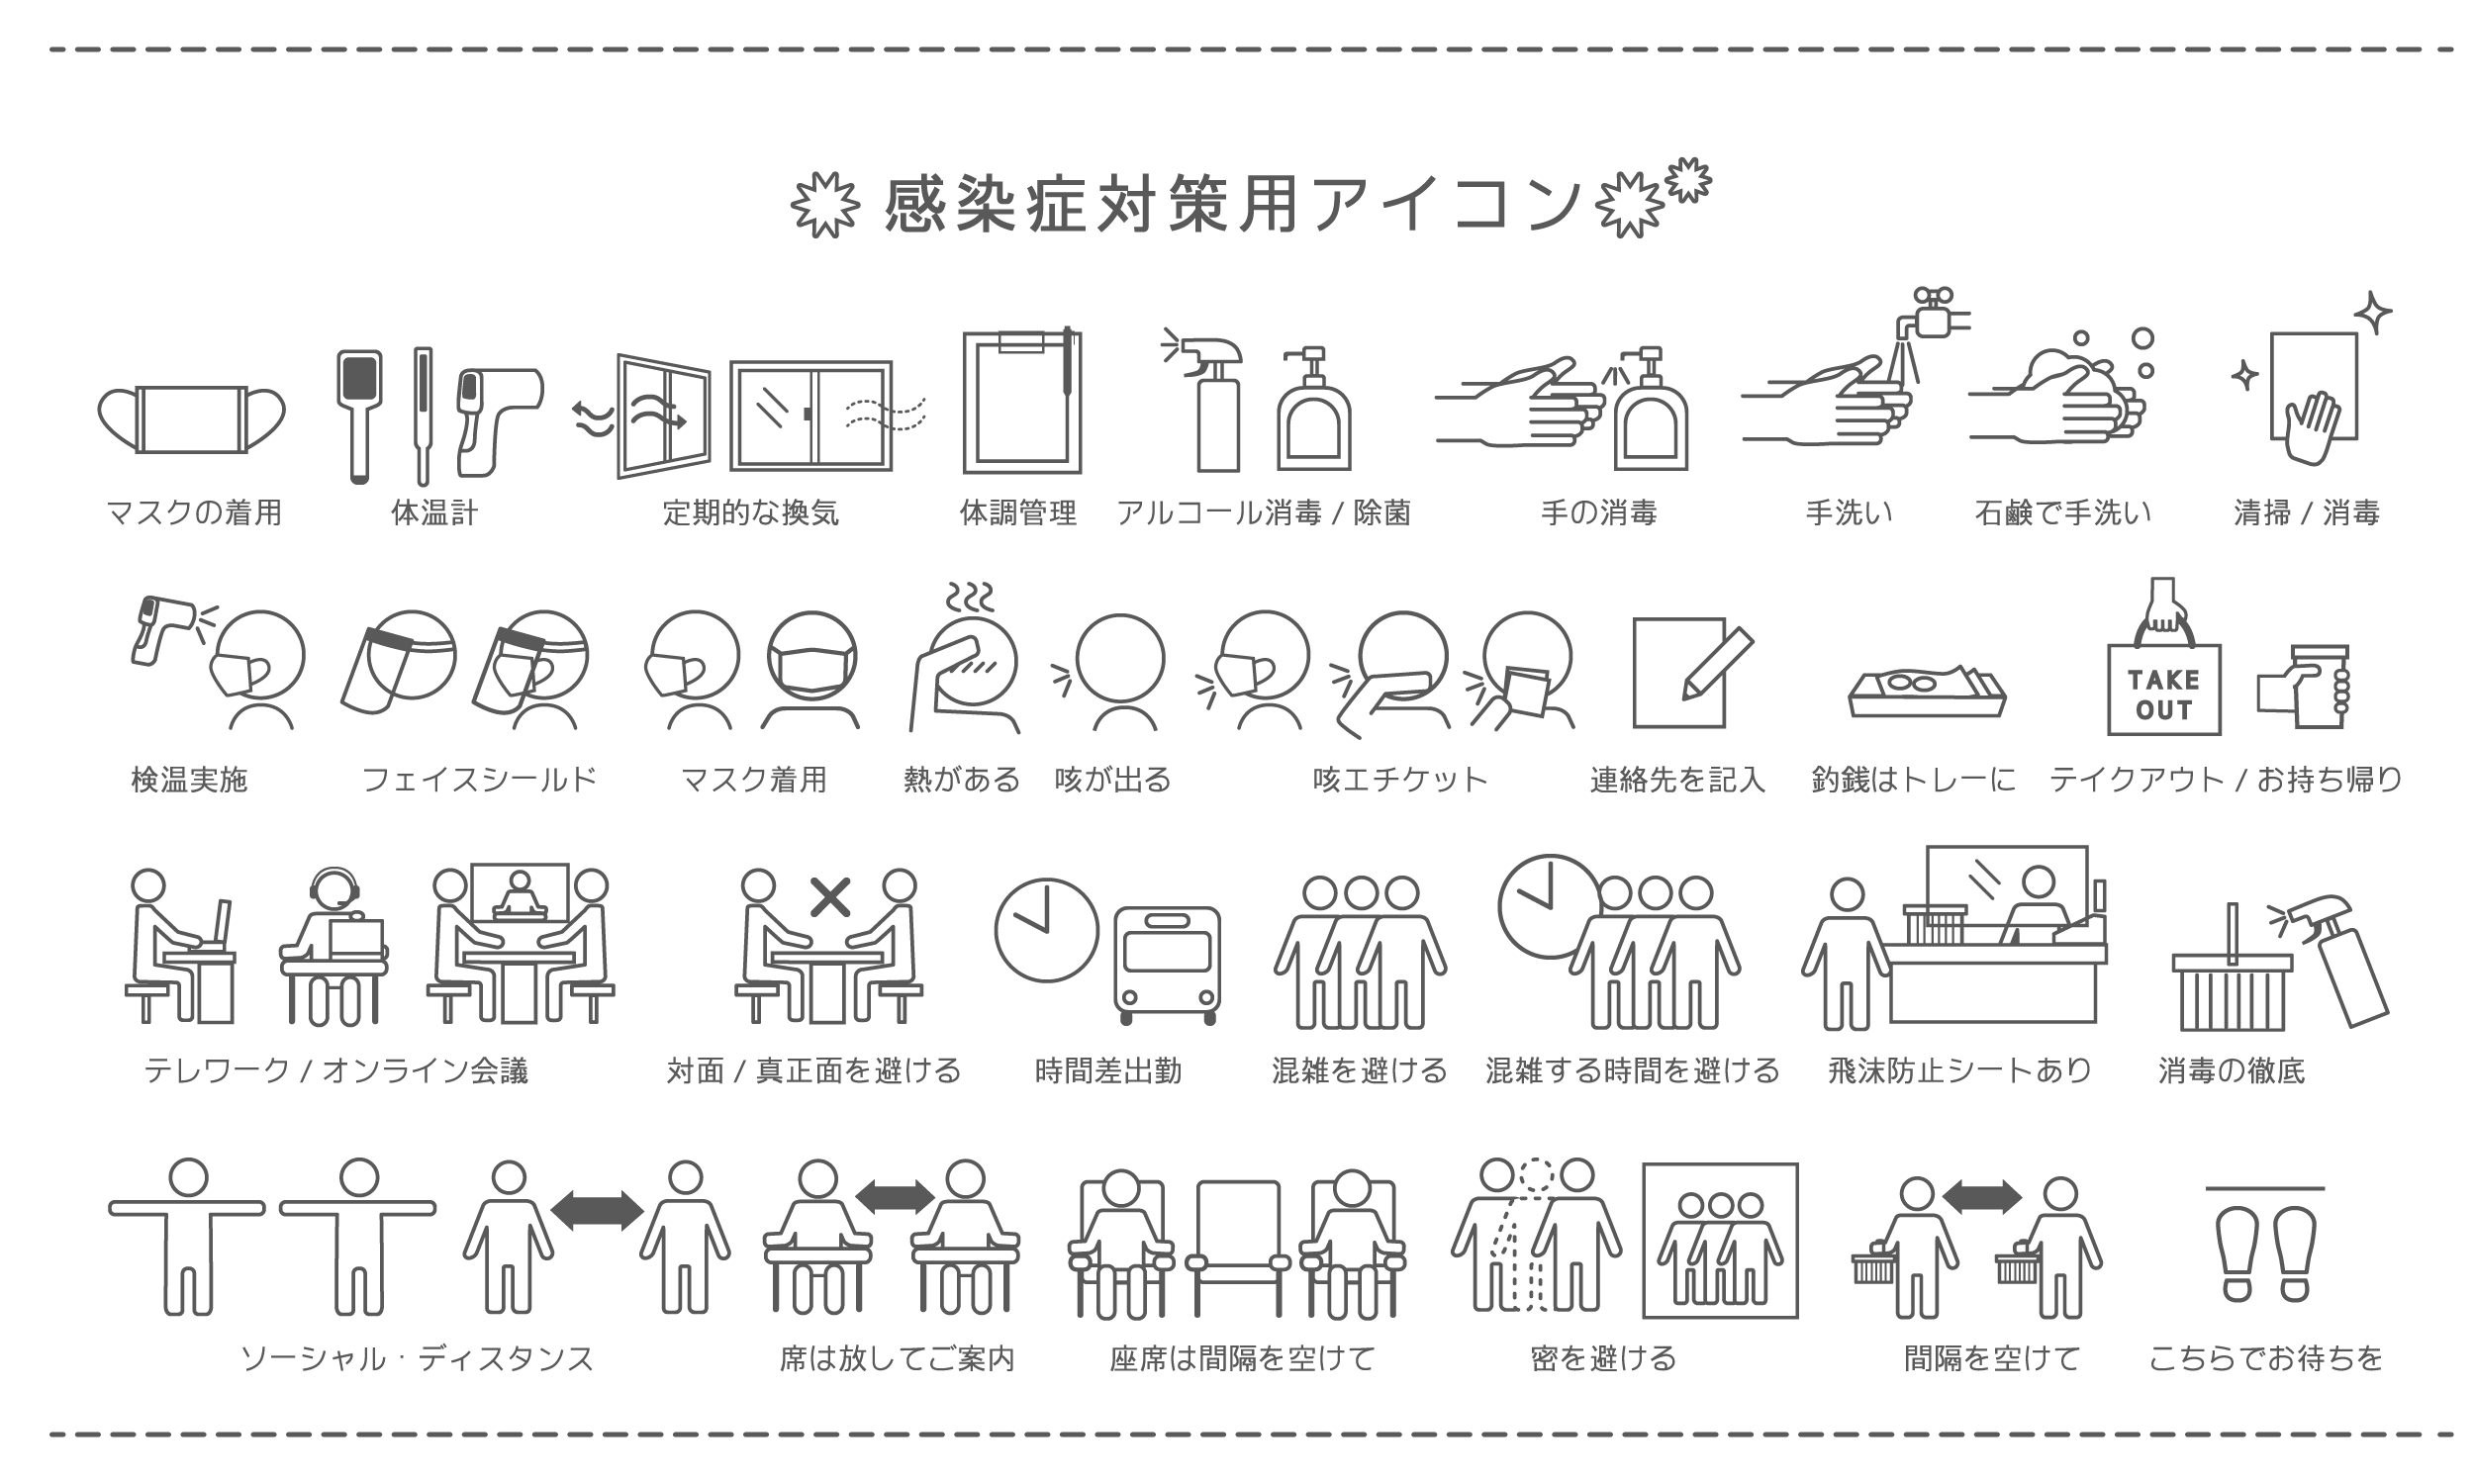 感染症対策用アイコン
マスクの着用
体温計
定期的な換気
体調管理
アルコール消毒 / 除菌
手の消毒
手洗い
石鹸で手洗い
清掃 / 消毒
TAKE
OUT
検温実施
フェイスシールド
マスク着用
熱がある
咳が出る
咳エチケット
連絡先を記入
釣銭はトレーに
テイクアウト / お持ち帰り
テレワーク / オンライン会議
対面 / 真正面を避ける
時間差出勤
混雑を避ける
混雑する時間を避ける
飛沫防止シートあり
消毒の徹底
ソーシャル・ディスタンス
席は放してご案内
座席は間隔を空けて
密を避ける
間隔を空けて
こちらでお待ちを